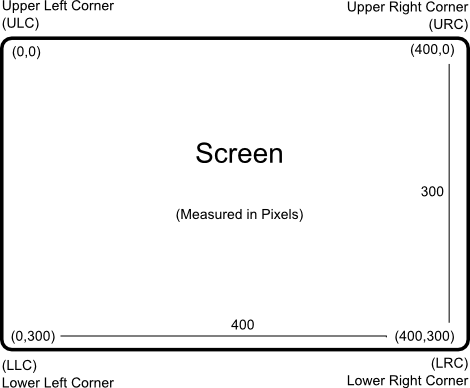 Upper Left Corner
(ULC)
Upper Right Corner
(URC)
(0,0)
(400,0)
Screen
300
(Measured in Pixels)
400
(0,300)
(400,300)
(LLC)
Lower Left Corner
(LRC)
Lower Right Corner